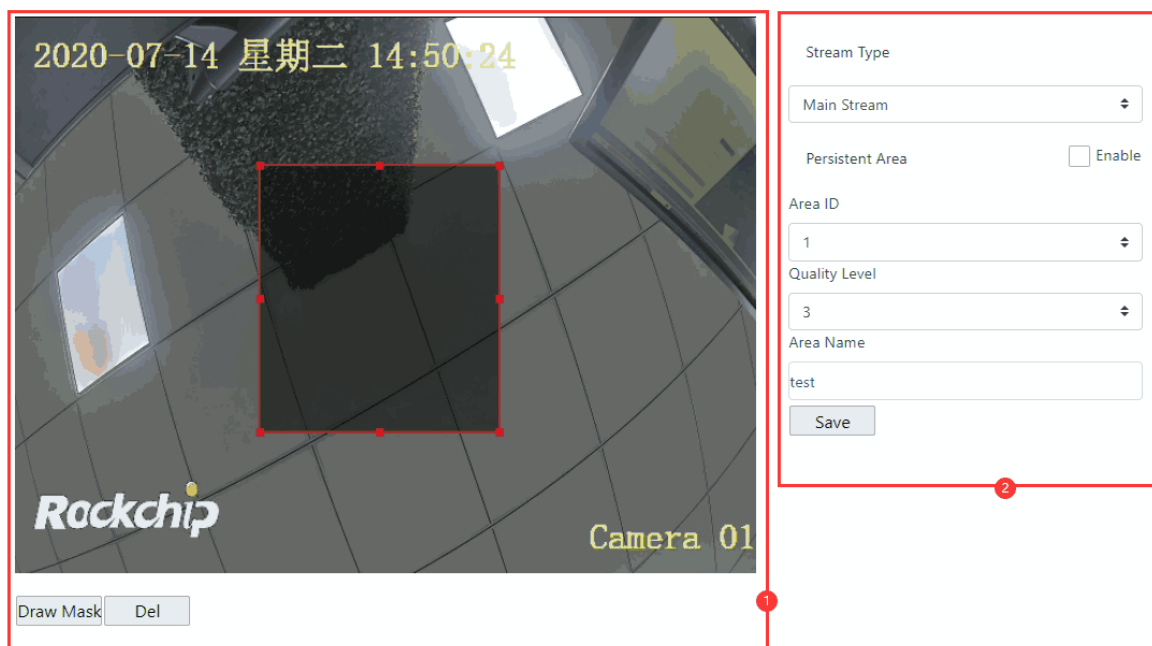 2020-07-14 星期二 14:50:24
Rockchip
Camera 01
Draw Mask Del
1
Stream Type
Main Stream
Persistent Area Enable
Area ID
1
Quality Level
3
Area Name
test
Save
2